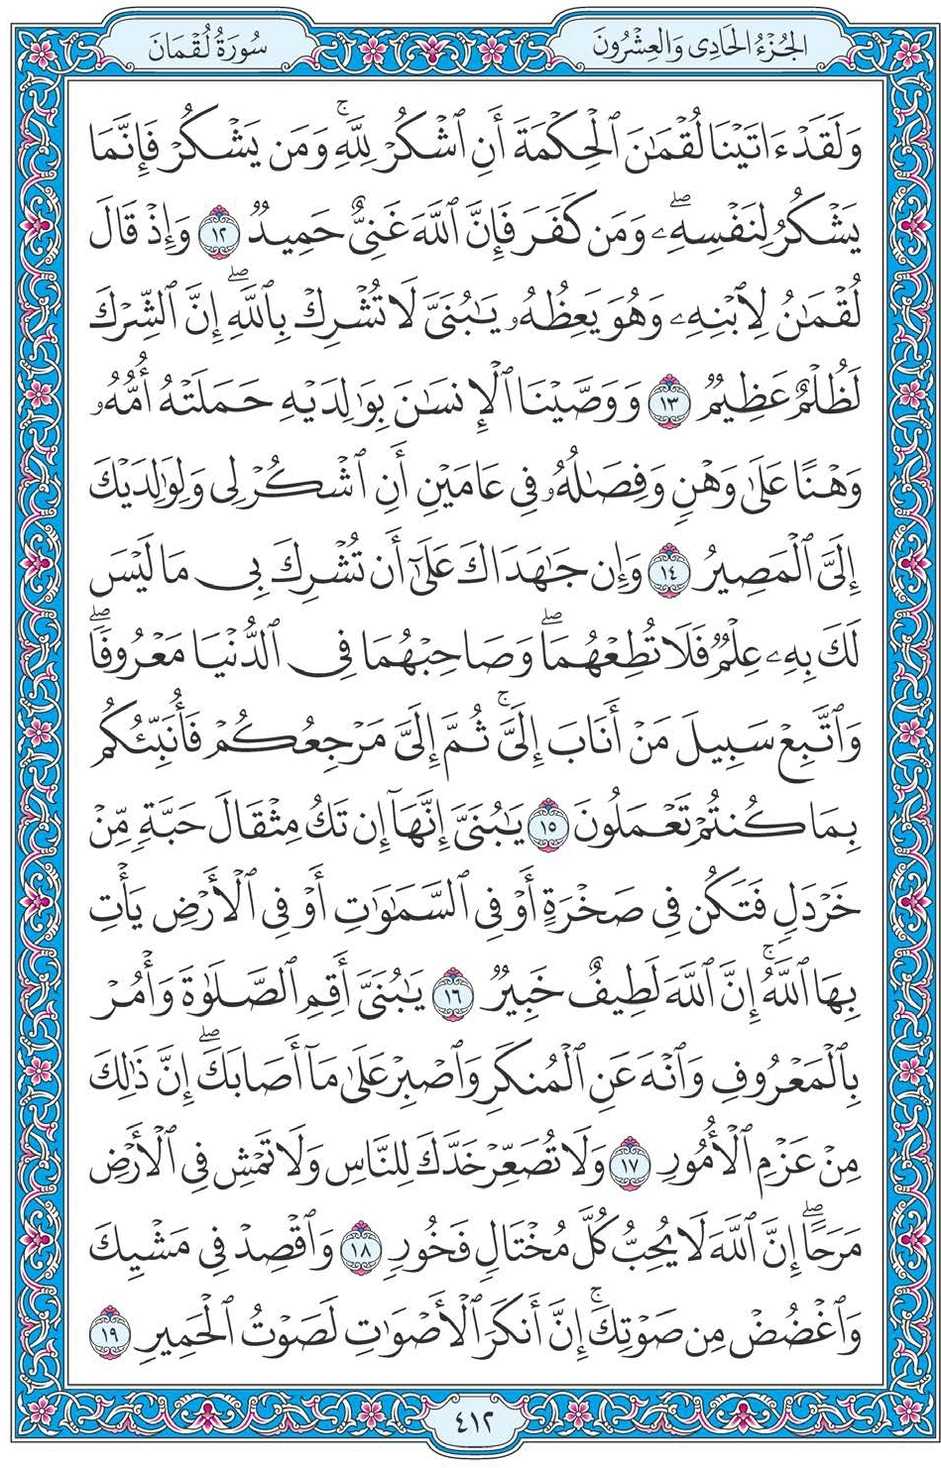 الجُزْءُ الحَادِى وَالعِشْرُونَ
سُورَةُ لُقْمَانَ
وَلَقَدْ ءَاتَيْنَا لُقْمَٰنَ ٱلْحِكْمَةَ أَنِ ٱشْكُرْ لِلَّهِۚ وَمَن يَشْكُرْ فَإِنَّمَا
يَشْكُرُ لِنَفْسِهِۦۖ وَمَن كَفَرَ فَإِنَّ ٱللَّهَ غَنِىٌّ حَمِيدٌ ١٢ وَإِذْ قَالَ
لُقْمَٰنُ لِٱبْنِهِۦ وَهُوَ يَعِظُهُۥ يَٰبُنَىَّ لَا تُشْرِكْ بِٱللَّهِۖ إِنَّ ٱلشِّرْكَ
لَظُلْمٌ عَظِيمٌ ١٣ وَوَصَّيْنَا ٱلْإِنسَٰنَ بِوَٰلِدَيْهِ حَمَلَتْهُ أُمُّهُۥ
وَهْنًا عَلَىٰ وَهْنٍ وَفِصَٰلُهُۥ فِى عَامَيْنِ أَنِ ٱشْكُرْ لِى وَلِوَٰلِدَيْكَ
إِلَىَّ ٱلْمَصِيرُ ١٤ وَإِن جَٰهَدَاكَ عَلَىٰٓ أَن تُشْرِكَ بِى مَا لَيْسَ
لَكَ بِهِۦ عِلْمٌ فَلَا تُطِعْهُمَاۖ وَصَاحِبْهُمَا فِى ٱلدُّنْيَا مَعْرُوفًاۖ
وَٱتَّبِعْ سَبِيلَ مَنْ أَنَابَ إِلَىَّۚ ثُمَّ إِلَىَّ مَرْجِعُكُمْ فَأُنَبِّئُكُم
بِمَا كُنتُمْ تَعْمَلُونَ ١٥ يَٰبُنَىَّ إِنَّهَآ إِن تَكُ مِثْقَالَ حَبَّةٍ مِّنْ
خَرْدَلٍ فَتَكُن فِى صَخْرَةٍ أَوْ فِى ٱلسَّمَٰوَٰتِ أَوْ فِى ٱلْأَرْضِ يَأْتِ
بِهَا ٱللَّهُۚ إِنَّ ٱللَّهَ لَطِيفٌ خَبِيرٌ ١٦ يَٰبُنَىَّ أَقِمِ ٱلصَّلَوٰةَ وَأْمُرْ
بِٱلْمَعْرُوفِ وَٱنْهَ عَنِ ٱلْمُنكَرِ وَٱصْبِرْ عَلَىٰ مَآ أَصَابَكَۖ إِنَّ ذَٰلِكَ
مِنْ عَزْمِ ٱلْأُمُورِ ١٧ وَلَا تُصَعِّرْ خَدَّكَ لِلنَّاسِ وَلَا تَمْشِ فِى ٱلْأَرْضِ
مَرَحًاۖ إِنَّ ٱللَّهَ لَا يُحِبُّ كُلَّ مُخْتَالٍ فَخُورٍ ١٨ وَٱقْصِدْ فِى مَشْيِكَ
وَٱغْضُضْ مِن صَوْتِكَۚ إِنَّ أَنكَرَ ٱلْأَصْوَٰتِ لَصَوْتُ ٱلْحَمِيرِ ١٩
٤١٢